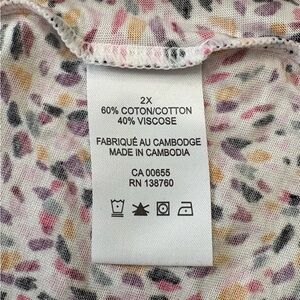 2X
60% COTON/COTTON
40% VISCOSE
FABRIQUÉ AU CAMBODGE
MADE IN CAMBODIA
CA 00655
RN 138760